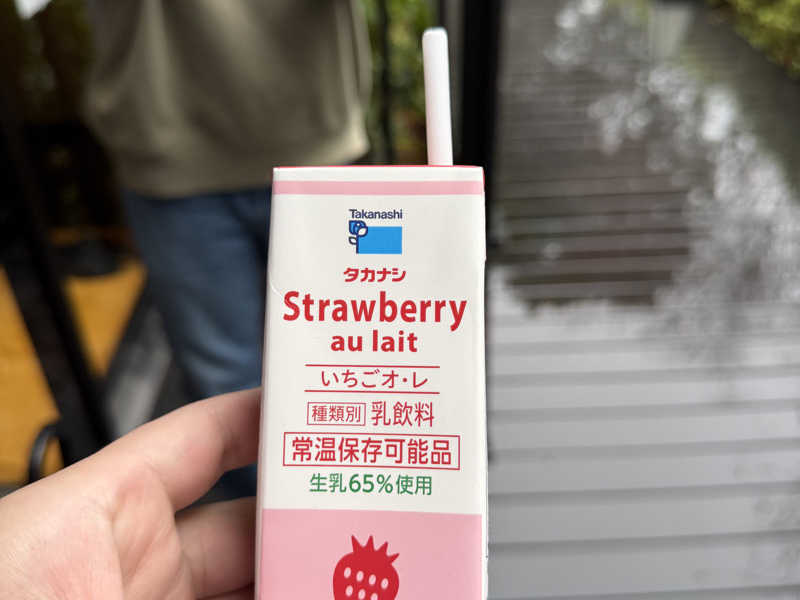 Takanashi
タカナシ
Strawberry
au lait
いちごオ・レ
種類別 乳飲料
常温保存可能品
生乳65%使用